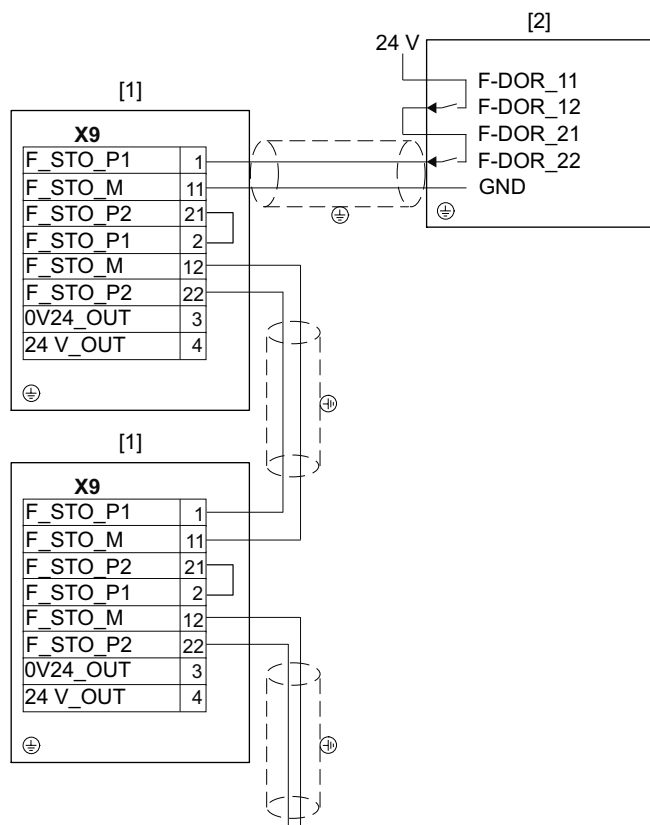 [2]
24 V
F-DOR_11
F-DOR_12
F-DOR_21
F-DOR_22
GND
[1]
X9
F_STO_P1 1
F_STO_M 11
F_STO_P2 21
F_STO_P1 2
F_STO_M 12
F_STO_P2 22
0V24_OUT 3
24 V_OUT 4
[1]
X9
F_STO_P1 1
F_STO_M 11
F_STO_P2 21
F_STO_P1 2
F_STO_M 12
F_STO_P2 22
0V24_OUT 3
24 V_OUT 4